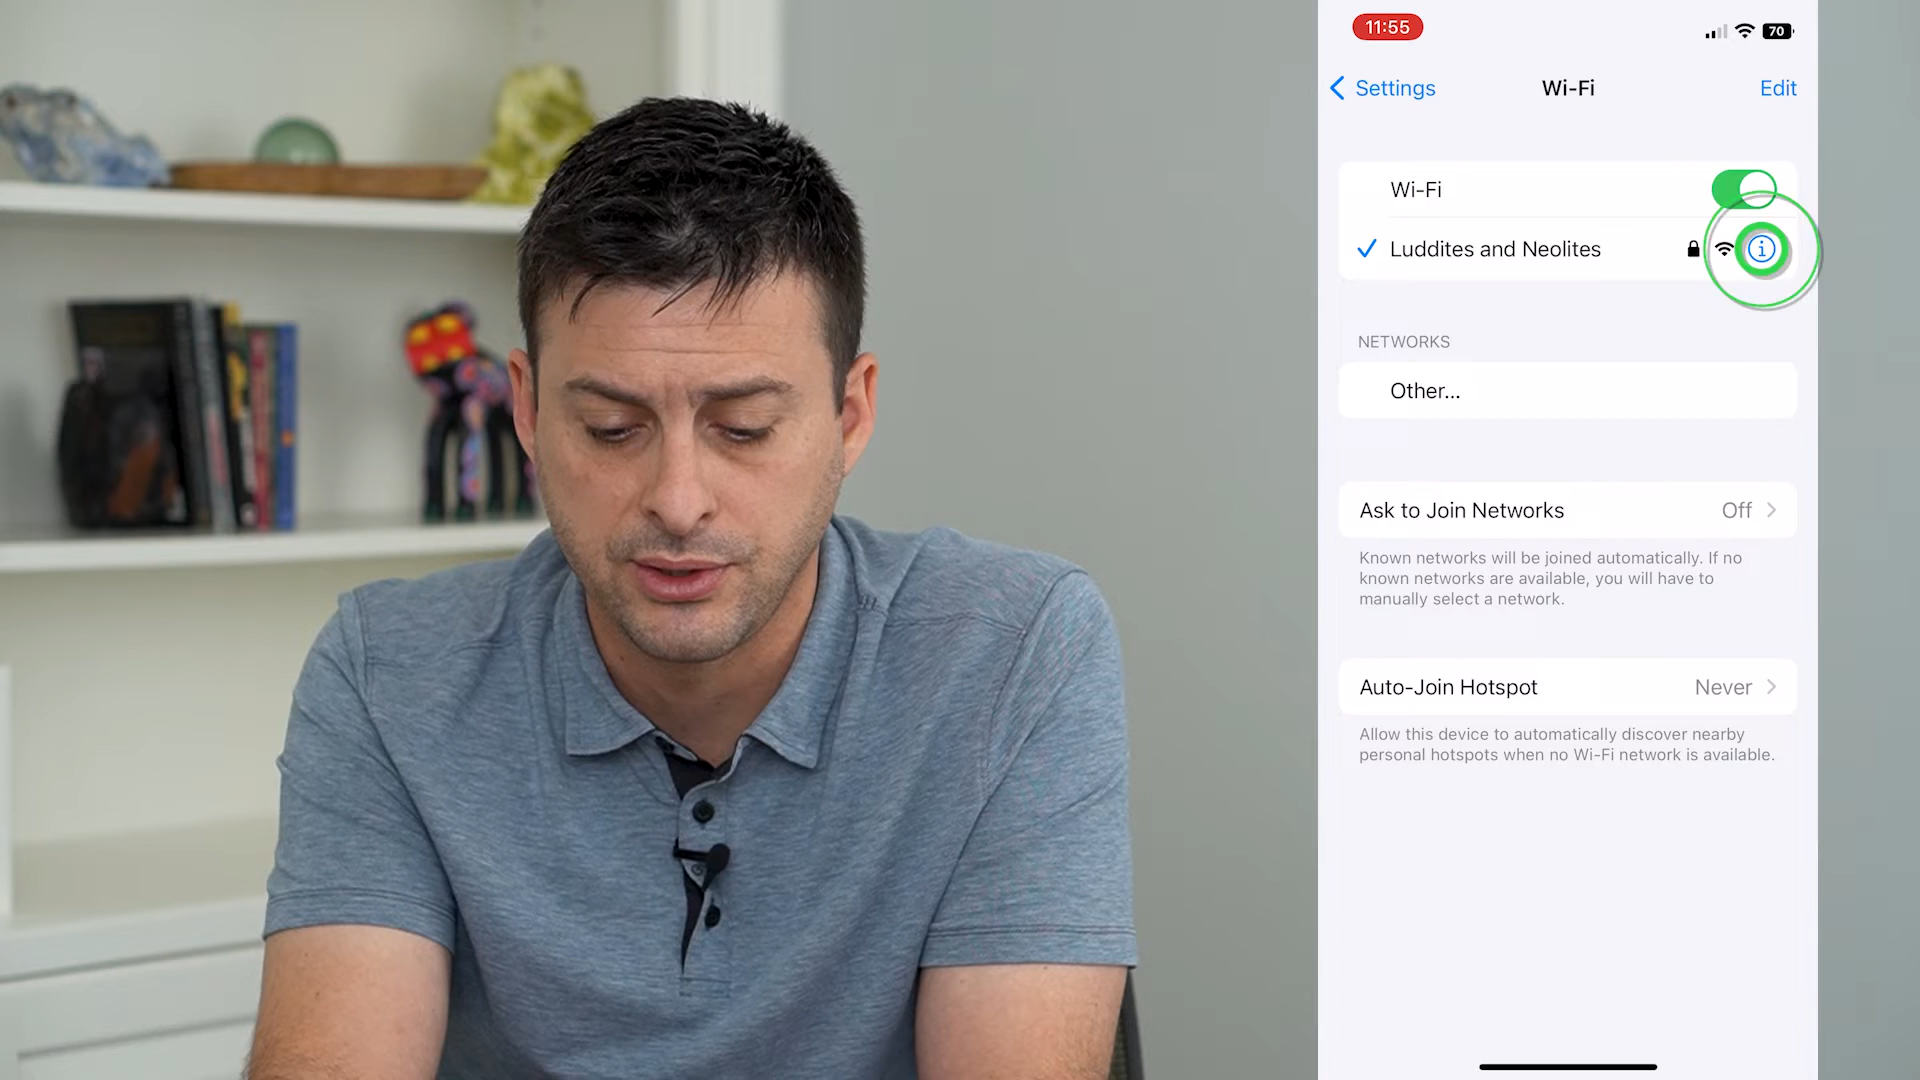 11:55
70
Settings
Wi-Fi
Edit
Wi-Fi
Luddites and Neolites
NETWORKS
Other...
Ask to Join Networks
Off
Known networks will be joined automatically. If no
known networks are available, you will have to
manually select a network.
Auto-Join Hotspot
Never
Allow this device to automatically discover nearby
personal hotspots when no Wi-Fi network is available.